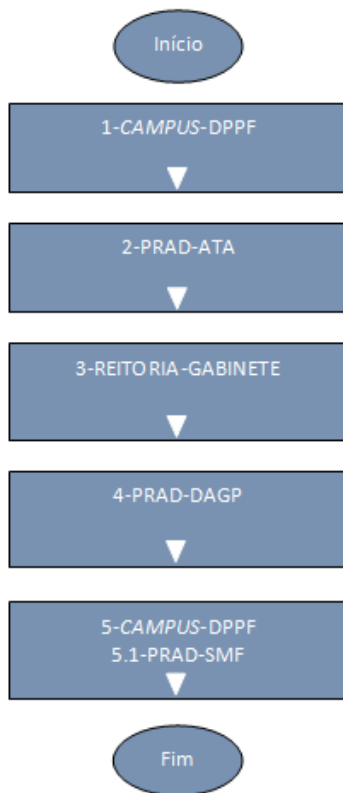 Início
1-CAMPUS-DPPF
2-PRAD-ATA
3-REITORIA-GABINETE
4-PRAD-DAGP
5-CAMPUS-DPPF
5.1-PRAD-SMF
Fim